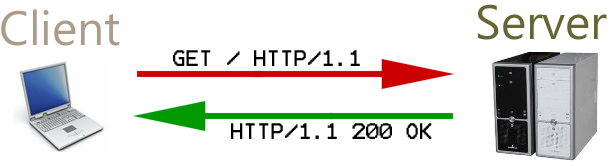 Client
Server
GET / HTTP/1.1
HTTP/1.1 200 OK